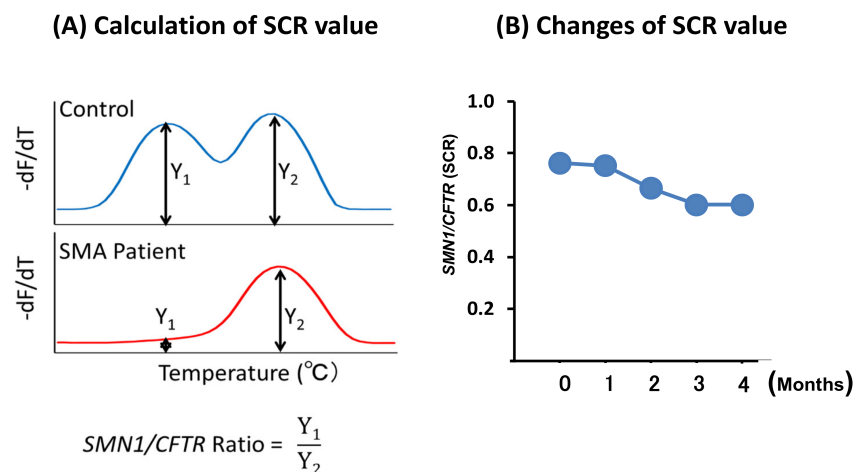 (A) Calculation of SCR value
Control
-dF/dT
Y1
Y2
SMA Patient
-dF/dT
Y1
Y2
Temperature (℃)
SMN1/CFTR Ratio = Y1/Y2
(B) Changes of SCR value
SMN1/CFTR (SCR)
1.0
0.8
0.6
0.4
0.2
0 1 2 3 4 (Months)